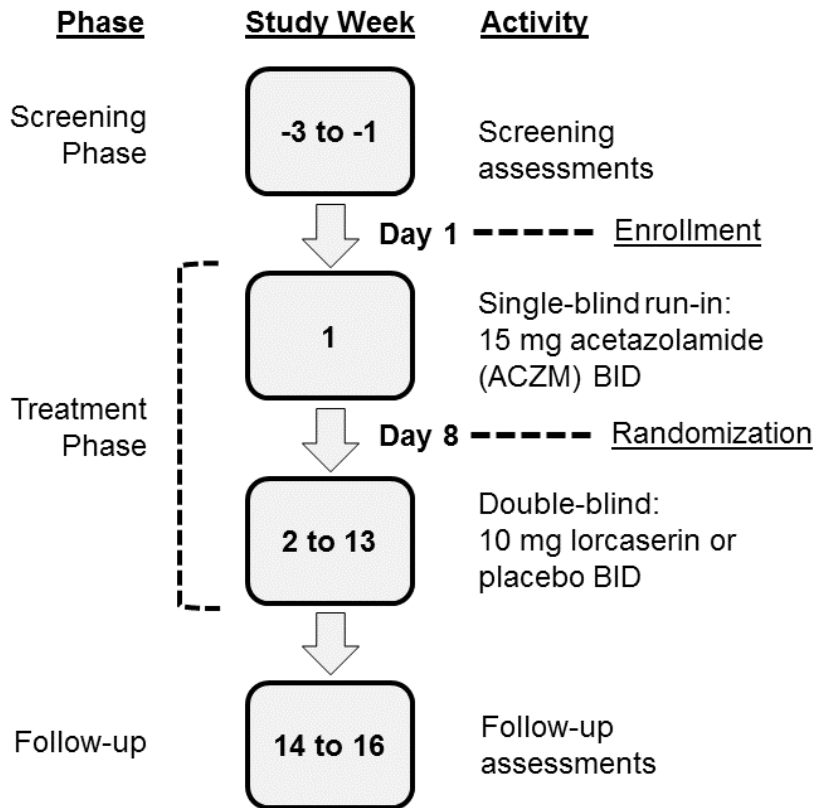 Phase Study Week Activity
Screening
Phase
-3 to -1
Screening
assessments
Day 1 Enrollment
Treatment
Phase
1
Single-blind run-in:
15 mg acetazolamide
(ACZM) BID
Day 8 Randomization
2 to 13
Double-blind:
10 mg lorcaserin or
placebo BID
Follow-up
14 to 16
Follow-up
assessments